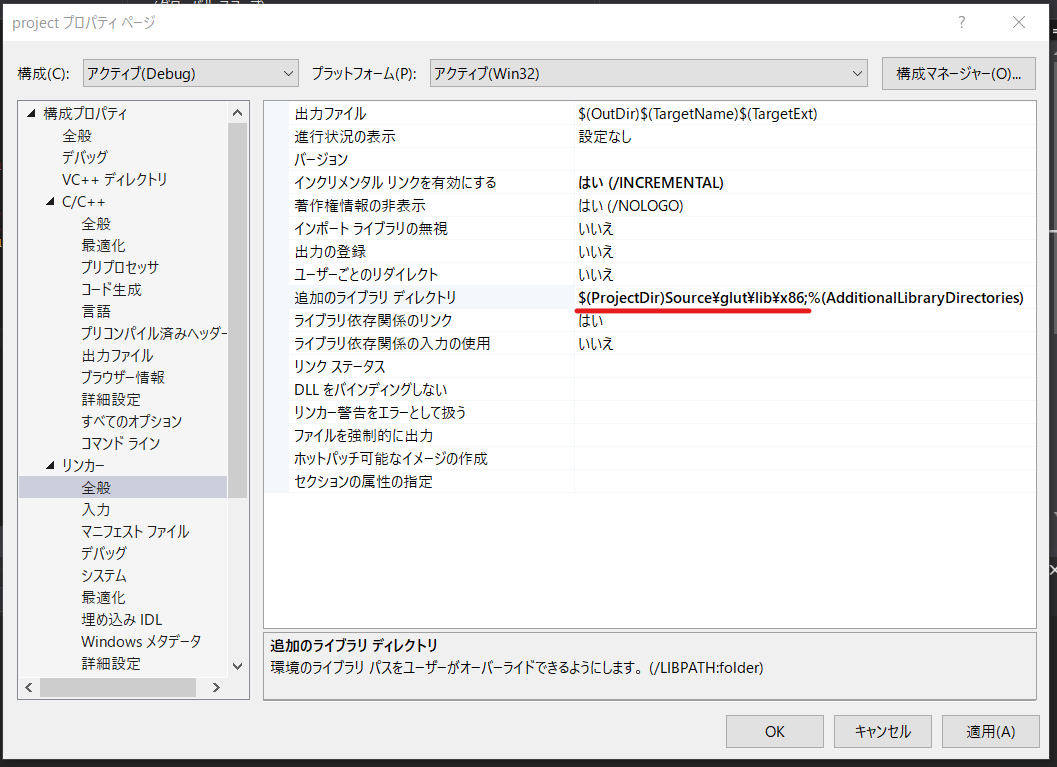 project プロパティ ページ
構成(C): アクティブ(Debug) プラットフォーム(P): アクティブ(Win32) 構成マネージャー(O)...
構成プロパティ
全般
デバッグ
VC++ ディレクトリ
C/C++
全般
最適化
プリプロセッサ
コード生成
言語
プリコンパイル済みヘッダー
出力ファイル
ブラウザー情報
詳細設定
すべてのオプション
コマンド ライン
リンカー
全般
入力
マニフェスト ファイル
デバッグ
システム
最適化
埋め込み IDL
Windows メタデータ
詳細設定
出力ファイル $(OutDir)$(TargetName)$(TargetExt)
進行状況の表示 設定なし
バージョン
インクリメンタル リンクを有効にする はい (/INCREMENTAL)
著作権情報の非表示 はい (/NOLOGO)
インポート ライブラリの無視 いいえ
出力の登録 いいえ
ユーザーごとのリダイレクト いいえ
追加のライブラリ ディレクトリ $(ProjectDir)Source¥glut¥lib¥x86;%(AdditionalLibraryDirectories)
ライブラリ依存関係のリンク はい
ライブラリ依存関係の入力の使用 いいえ
リンク ステータス
DLL をバインディングしない
リンカー警告をエラーとして扱う
ファイルを強制的に出力
ホットパッチ可能なイメージの作成
セクションの属性の指定
追加のライブラリ ディレクトリ
環境のライブラリ パスをユーザーがオーバーライドできるようにします。(/LIBPATH:folder)
OK キャンセル 適用(A)